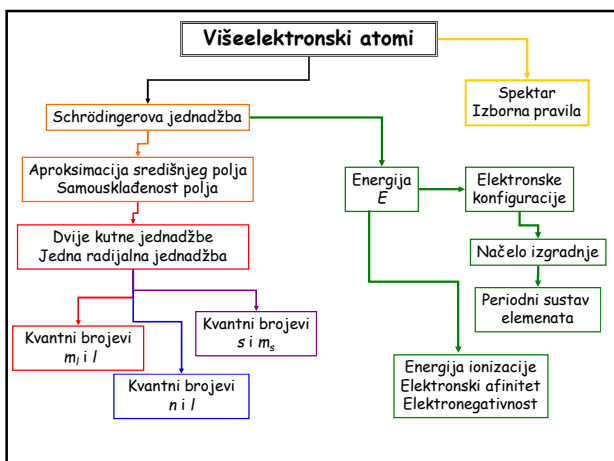 Višeelektronski atomi
Spektar
Izborna pravila
Schrödingerova jednadžba
Aproksimacija središnjeg polja
Samousklađenost polja
Energija
E
Elektronske
konfiguracije
Dvije kutne jednadžbe
Jedna radijalna jednadžba
Načelo izgradnje
Periodni sustav
elemenata
Kvantni brojevi
s i mₛ
Kvantni brojevi
mₗ i l
Kvantni brojevi
n i l
Energija ionizacije
Elektronski afinitet
Elektronegativnost